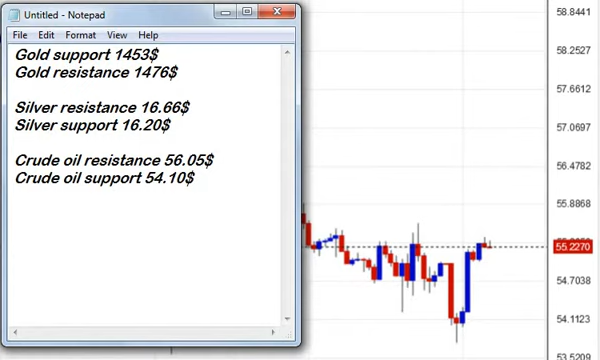 Untitled - Notepad
File Edit Format View Help
Gold support 1453$
Gold resistance 1476$
Silver resistance 16.66$
Silver support 16.20$
Crude oil resistance 56.05$
Crude oil support 54.10$
58.8441
58.2527
57.6612
57.0697
56.4782
55.8868
55.2270
54.7038
54.1123
53.5209